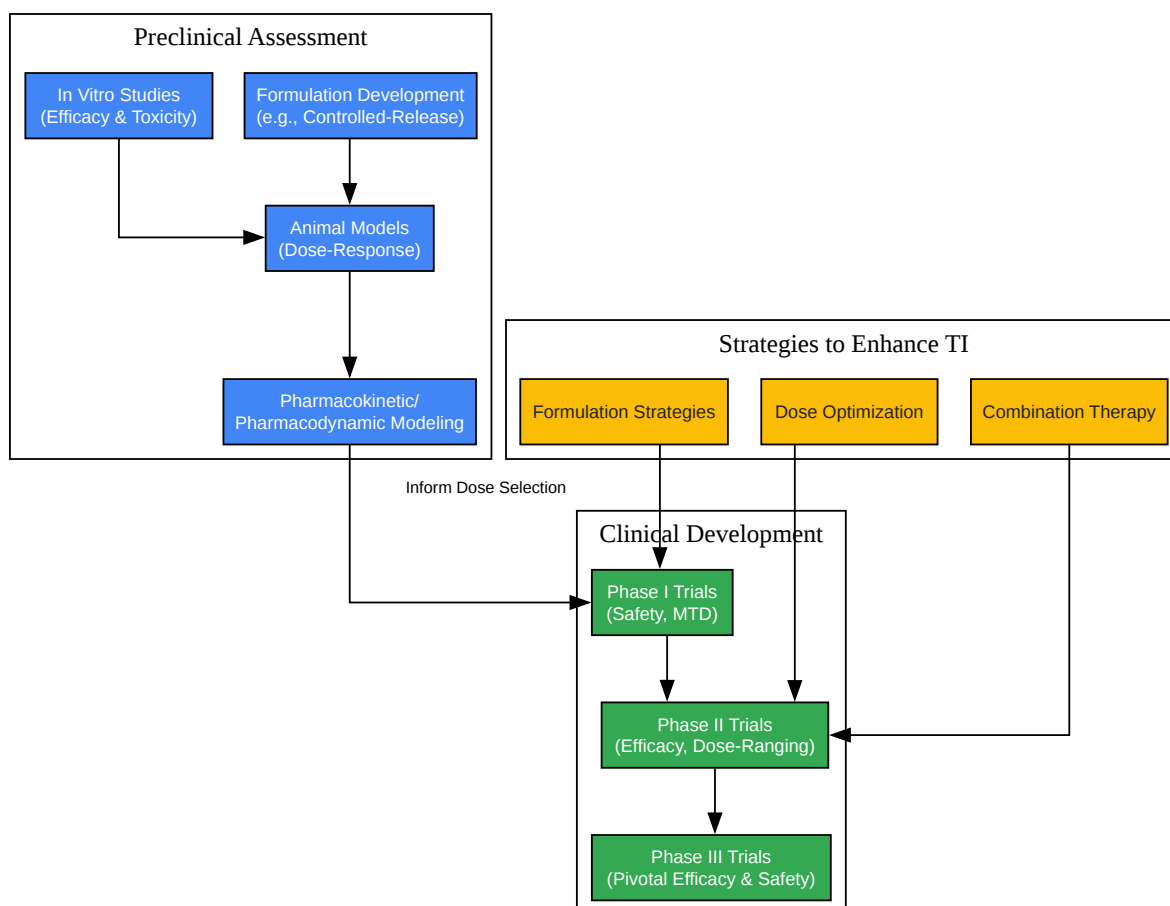 Preclinical Assessment
In Vitro Studies
(Efficacy & Toxicity)
Formulation Development
(e.g., Controlled-Release)
Animal Models
(Dose-Response)
Pharmacokinetic/
Pharmacodynamic Modeling
Strategies to Enhance TI
Formulation Strategies
Dose Optimization
Combination Therapy
Inform Dose Selection
Clinical Development
Phase I Trials
(Safety, MTD)
Phase II Trials
(Efficacy, Dose-Ranging)
Phase III Trials
(Pivotal Efficacy & Safety)